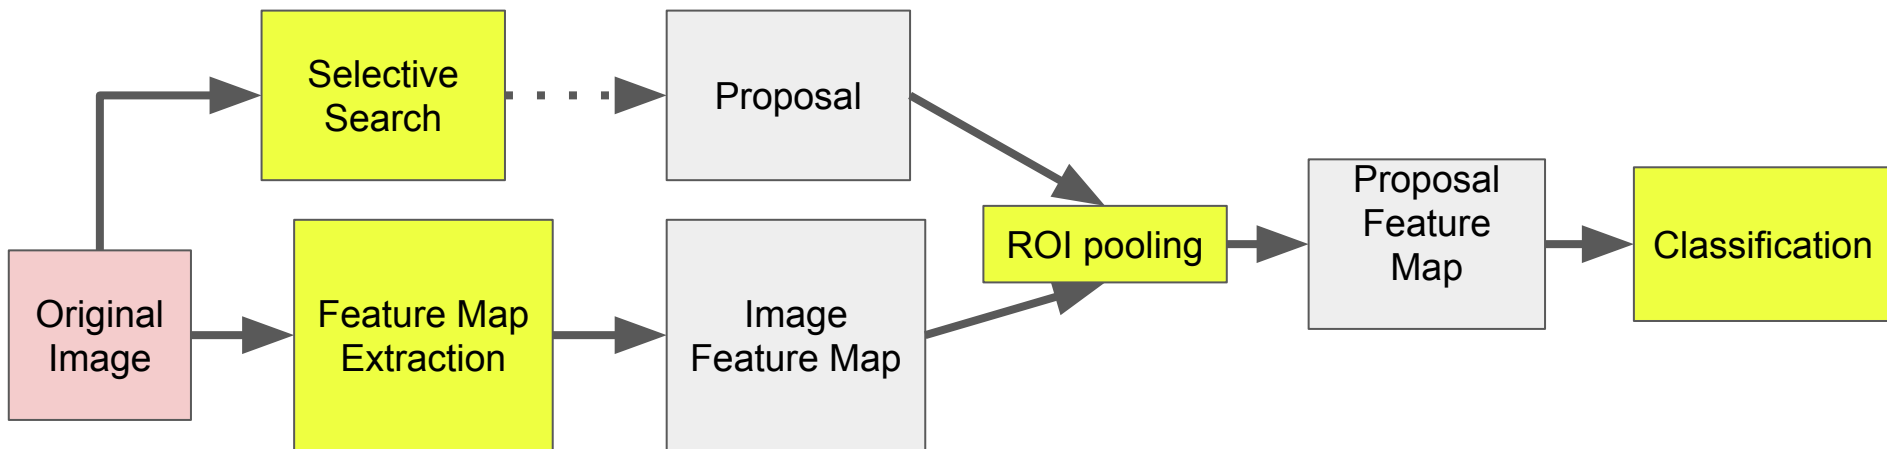 Selective
Search
Proposal
Original
Image
Feature Map
Extraction
Image
Feature Map
ROI pooling
Proposal
Feature
Map
Classification